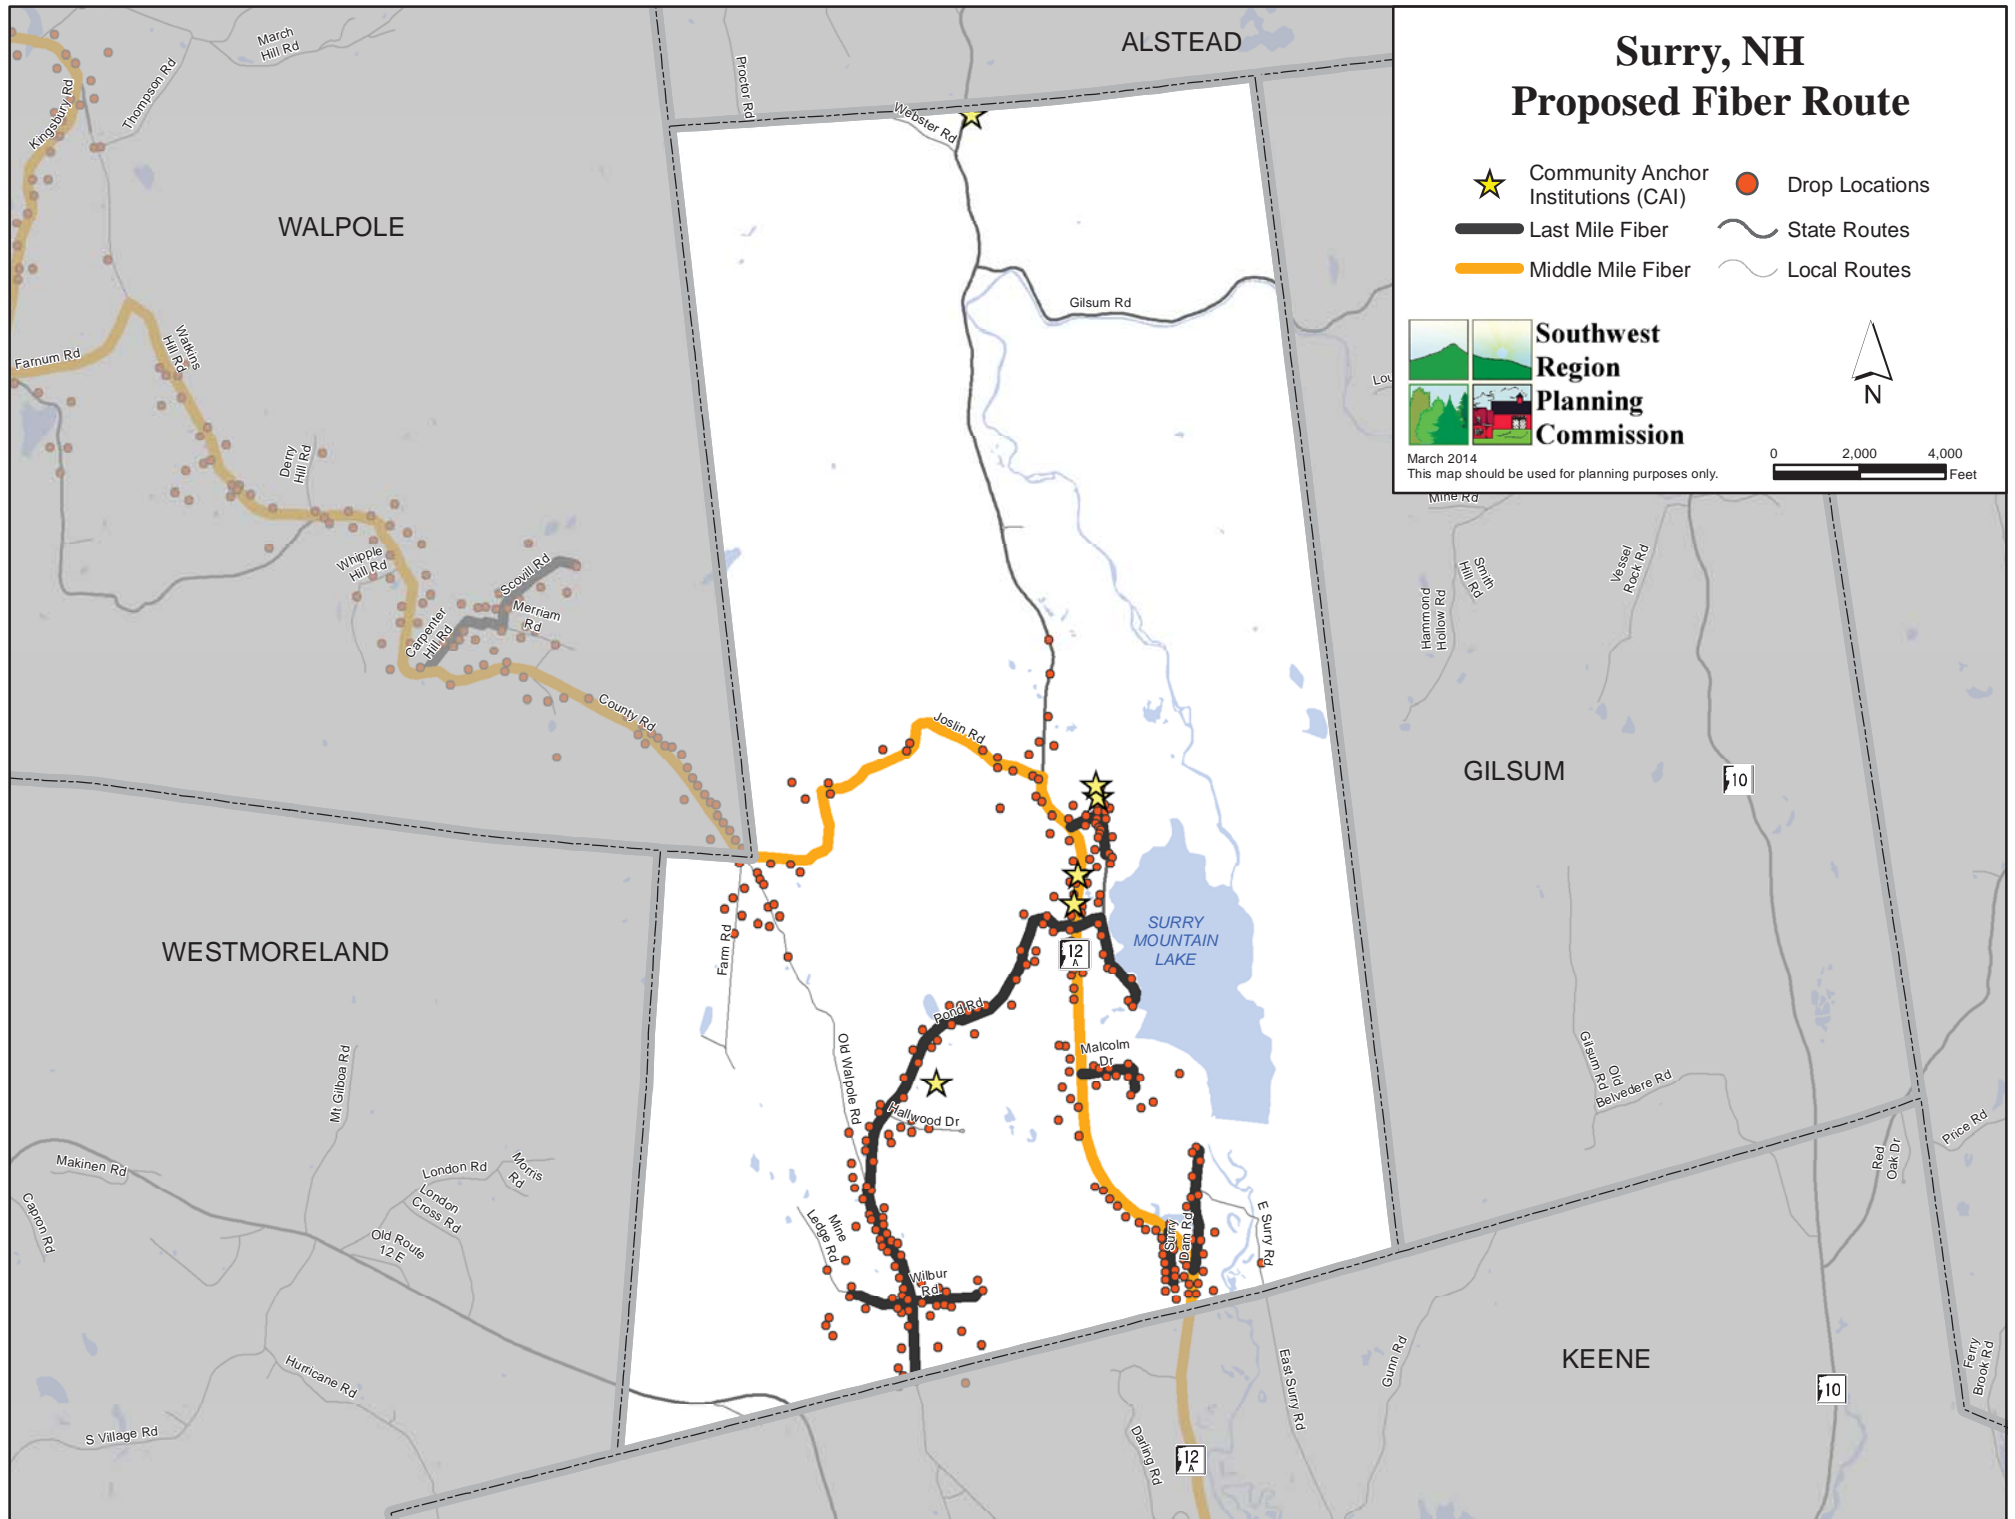 Surry, NH
Proposed Fiber Route
Community Anchor
Institutions (CAI)
Drop Locations
Last Mile Fiber
State Routes
Middle Mile Fiber
Local Routes
Southwest
Region
Planning
Commission
N
March 2014
This map should be used for planning purposes only.
0 2,000 4,000
Feet
ALSTEAD
March
Hill Rd
Thompson Rd
Kingsbury Rd
Proctor Rd
Webster Rd
WALPOLE
Gilsum Rd
Watkins
Hill Rd
Farnum Rd
Derry
Hill Rd
Mine Rd
Smith
Hill Rd
Vessel
Rock Rd
Hammond
Hollow Rd
Whipple
Hill Rd
Scovill Rd
Merriam
Rd
Carpenter
Hill Rd
County Rd
Joslin Rd
GILSUM
10
WESTMORELAND
SURRY
MOUNTAIN
LAKE
12
A
Farm Rd
Pond Rd
Malcolm
Dr
Old Walpole Rd
Hallwood Dr
Mt Gilboa Rd
Old
Gilsum Rd
Belvedere Rd
Price Rd
Red
Oak Dr
Makinen Rd
London Rd
Morris
Rd
London
Cross Rd
Capron Rd
Old Route
12 E
Mine
Ledge Rd
Wilbur
Rd
Surry
Dam Rd
E Surry Rd
KEENE
Hurricane Rd
S Village Rd
East Surry Rd
Gunn Rd
Darling Rd
12
A
10
Ferry
Brook Rd